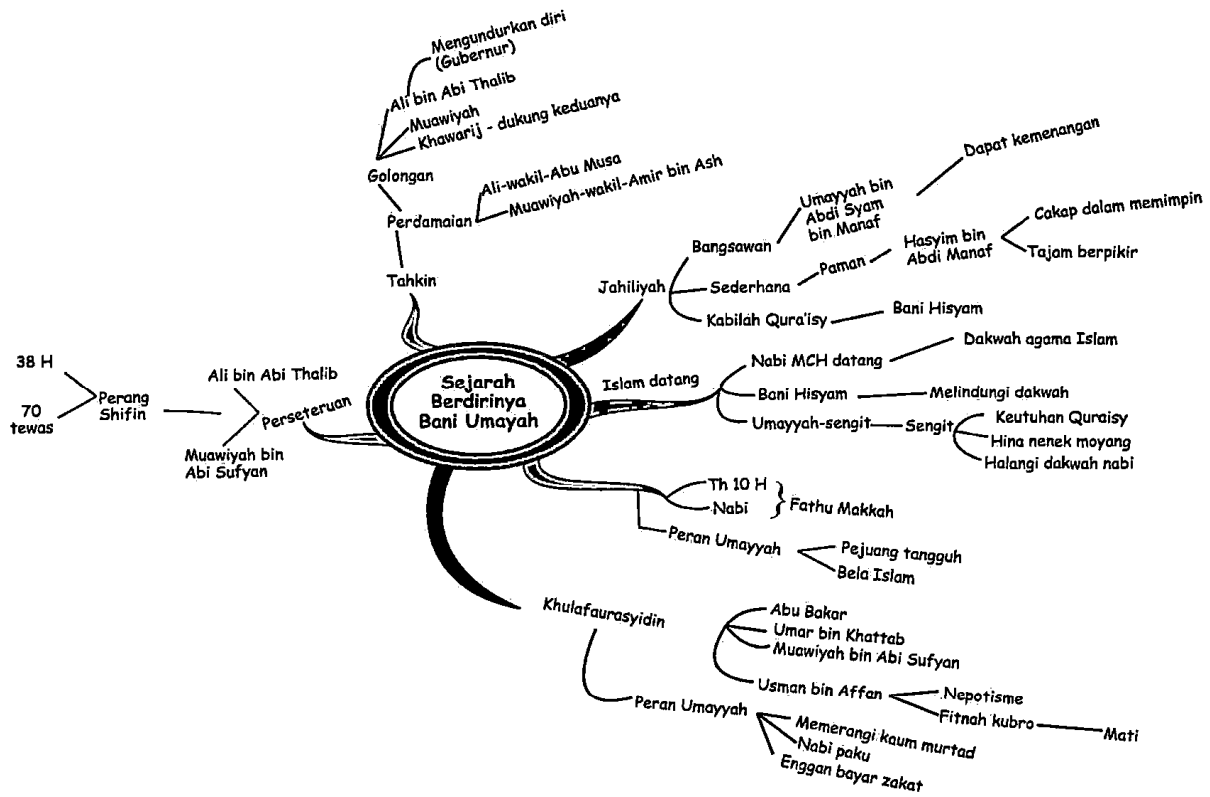 Mengundurkan diri
(Gubernur)
Ali bin Abi Thalib
Muawiyah
Khawarij - dukung keduanya
Golongan
Ali-wakil-Abu Musa
Perdamaian
Muawiyah-wakil-Amir bin Ash
Tahkin
Dapat kemenangan
Umayyah bin
Abdi Syam
bin Manaf
Bangsawan
Cakap dalam memimpin
Hasyim bin
Abdi Manaf
Tajam berpikir
Paman
Jahiliyah
Sederhana
Kabilah Qura'isy
Bani Hisyam
Sejarah
Berdirinya
Bani Umayah
Islam datang
Nabi MCH datang
Dakwah agama Islam
Bani Hisyam
Melindungi dakwah
Umayyah-sengit
Sengit
Keutuhan Quraisy
Hina nenek moyang
Halangi dakwah nabi
38 H
70
tewas
Perang
Shifin
Ali bin Abi Thalib
Perseteruan
Muawiyah bin
Abi Sufyan
Th 10 H
Nabi
Fathu Makkah
Peran Umayyah
Pejuang tangguh
Bela Islam
Khulafaurasyidin
Abu Bakar
Umar bin Khattab
Muawiyah bin Abi Sufyan
Usman bin Affan
Nepotisme
Fitnah kubro
Mati
Peran Umayyah
Memerangi kaum murtad
Nabi paku
Enggan bayar zakat